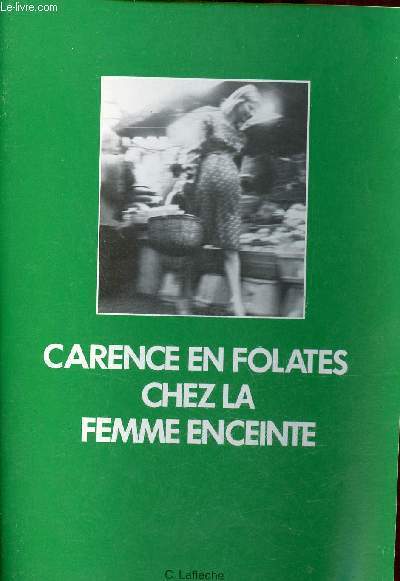 Le-livre.com
CARENCE EN FOLATES
CHEZ LA
FEMME ENCEINTE
C. Lafleche